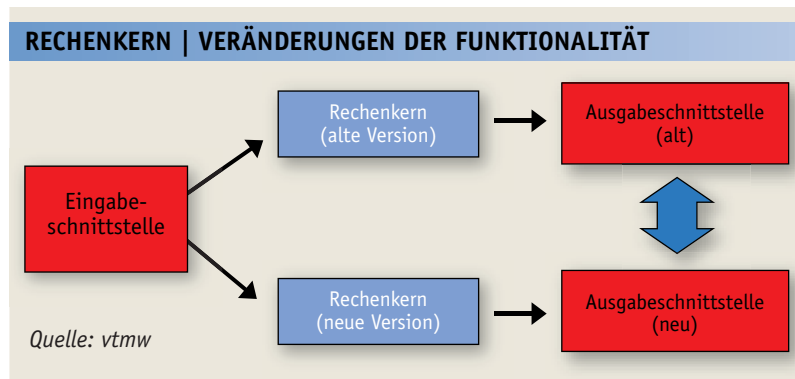 RECHENKERN | VERÄNDERUNGEN DER FUNKTIONALITÄT
Rechenkern
(alte Version)
Ausgabeschnittstelle
(alt)
Eingabe-
schnittstelle
Rechenkern
(neue Version)
Ausgabeschnittstelle
(neu)
Quelle: vtmw